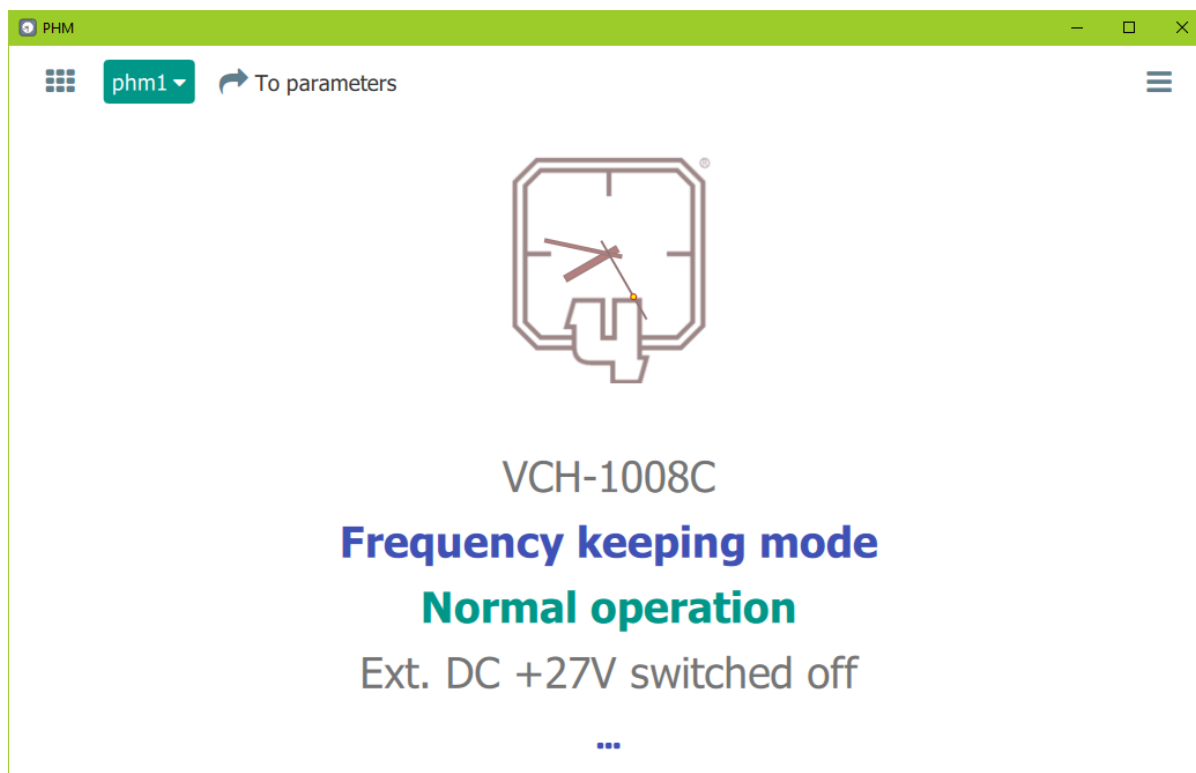 PHM
phm1 To parameters
®
Ч
VCH-1008C
Frequency keeping mode
Normal operation
Ext. DC +27V switched off
...